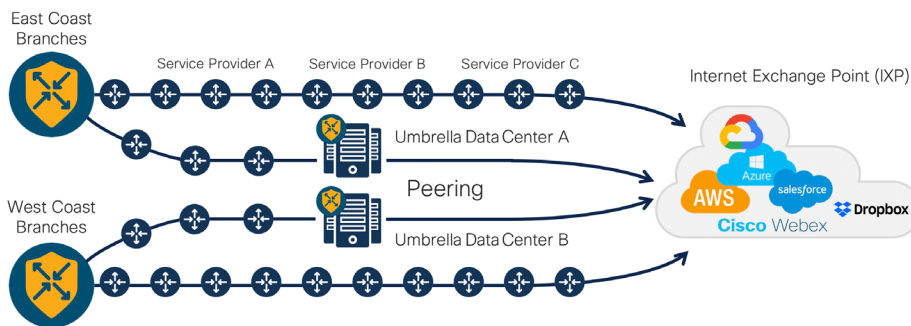 East Coast
Branches
Service Provider A
Service Provider B
Service Provider C
Internet Exchange Point (IXP)
Umbrella Data Center A
Azure
AWS
salesforce
Dropbox
Cisco Webex
Peering
West Coast
Branches
Umbrella Data Center B